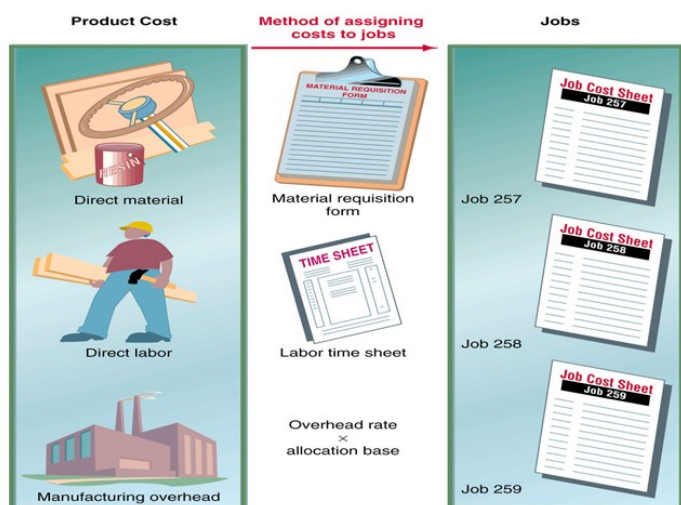 Product Cost
Method of assigning
costs to jobs
Jobs
RESIN
Direct material
MATERIAL REQUISITION
FORM
Material requisition
form
Job Cost Sheet
Job 257
Job 257
Direct labor
TIME SHEET
Labor time sheet
Job Cost Sheet
Job 258
Job 258
Manufacturing overhead
Overhead rate
×
allocation base
Job Cost Sheet
Job 259
Job 259